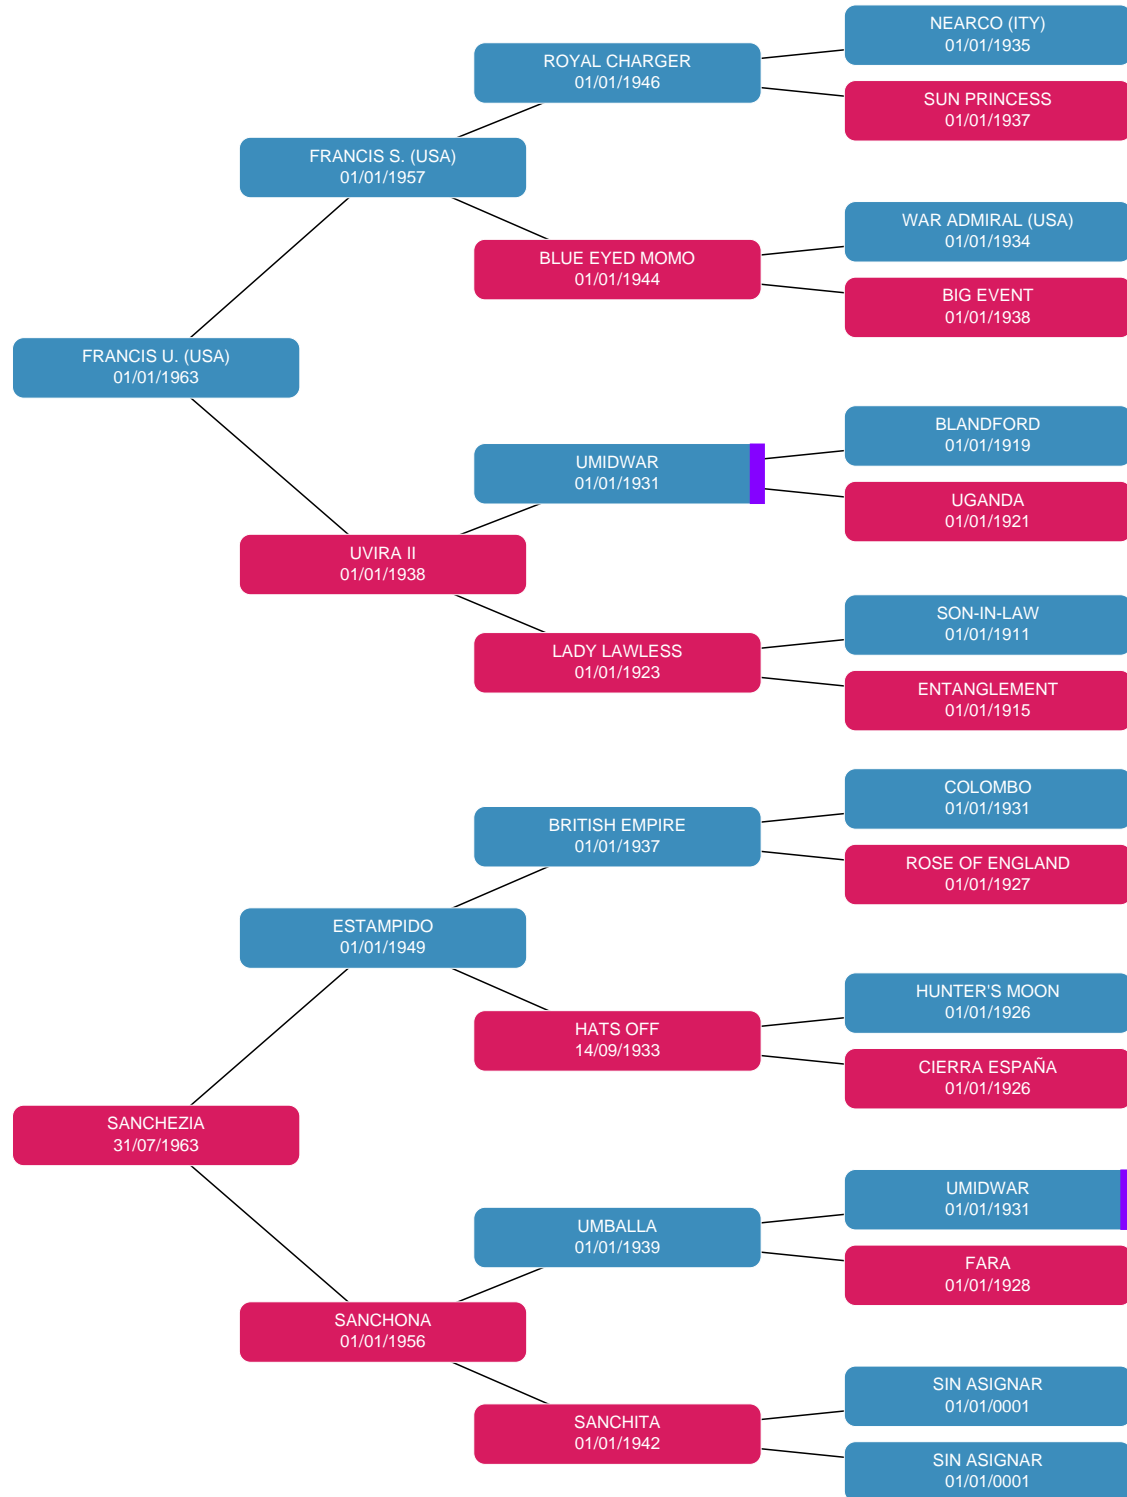 NEARCO (ITY)
01/01/1935
ROYAL CHARGER
01/01/1946
SUN PRINCESS
01/01/1937
FRANCIS S. (USA)
01/01/1957
WAR ADMIRAL (USA)
01/01/1934
BLUE EYED MOMO
01/01/1944
BIG EVENT
01/01/1938
FRANCIS U. (USA)
01/01/1963
BLANDFORD
01/01/1919
UMIDWAR
01/01/1931
UGANDA
01/01/1921
UVIRA II
01/01/1938
SON-IN-LAW
01/01/1911
LADY LAWLESS
01/01/1923
ENTANGLEMENT
01/01/1915
COLOMBO
01/01/1931
BRITISH EMPIRE
01/01/1937
ROSE OF ENGLAND
01/01/1927
ESTAMPIDO
01/01/1949
HUNTER'S MOON
01/01/1926
HATS OFF
14/09/1933
CIERRA ESPAÑA
01/01/1926
SANCHEZIA
31/07/1963
UMIDWAR
01/01/1931
UMBALLA
01/01/1939
FARA
01/01/1928
SANCHONA
01/01/1956
SIN ASIGNAR
01/01/0001
SANCHITA
01/01/1942
SIN ASIGNAR
01/01/0001